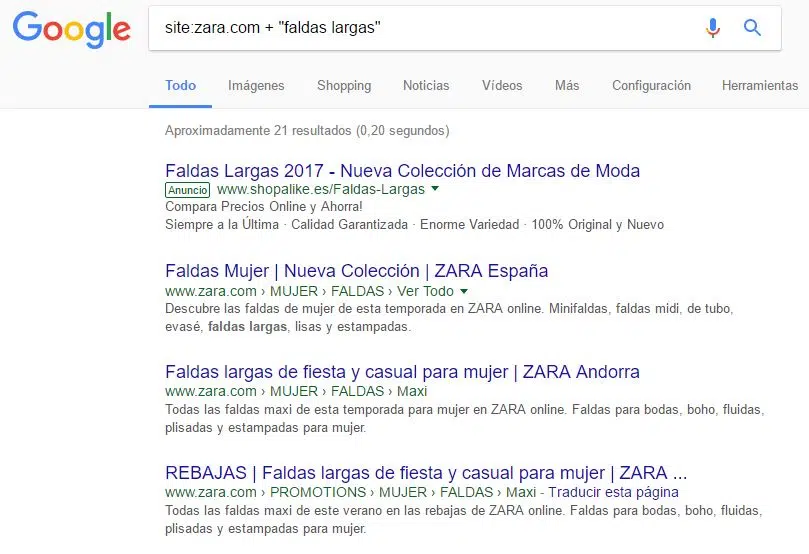 Google
site:zara.com + "faldas largas"
Todo Imágenes Shopping Noticias Vídeos Más Configuración Herramientas
Aproximadamente 21 resultados (0,20 segundos)
Faldas Largas 2017 - Nueva Colección de Marcas de Moda
Anuncio www.shopalike.es/Faldas-Largas
Compara Precios Online y Ahorra!
Siempre a la Última · Calidad Garantizada · Enorme Variedad · 100% Original y Nuevo
Faldas Mujer | Nueva Colección | ZARA España
www.zara.com › MUJER › FALDAS › Ver Todo
Descubre las faldas de mujer de esta temporada en ZARA online. Minifaldas, faldas midi, de tubo,
evasé, faldas largas, lisas y estampadas.
Faldas largas de fiesta y casual para mujer | ZARA Andorra
www.zara.com › MUJER › FALDAS › Maxi
Todas las faldas maxi de esta temporada para mujer en ZARA online. Faldas para bodas, boho, fluidas,
plisadas y estampadas para mujer.
REBAJAS | Faldas largas de fiesta y casual para mujer | ZARA ...
www.zara.com › PROMOTIONS › MUJER › FALDAS › Maxi - Traducir esta página
Todas las faldas maxi de este verano en las rebajas de ZARA online. Faldas para bodas, boho, fluidas,
plisadas y estampadas para mujer.